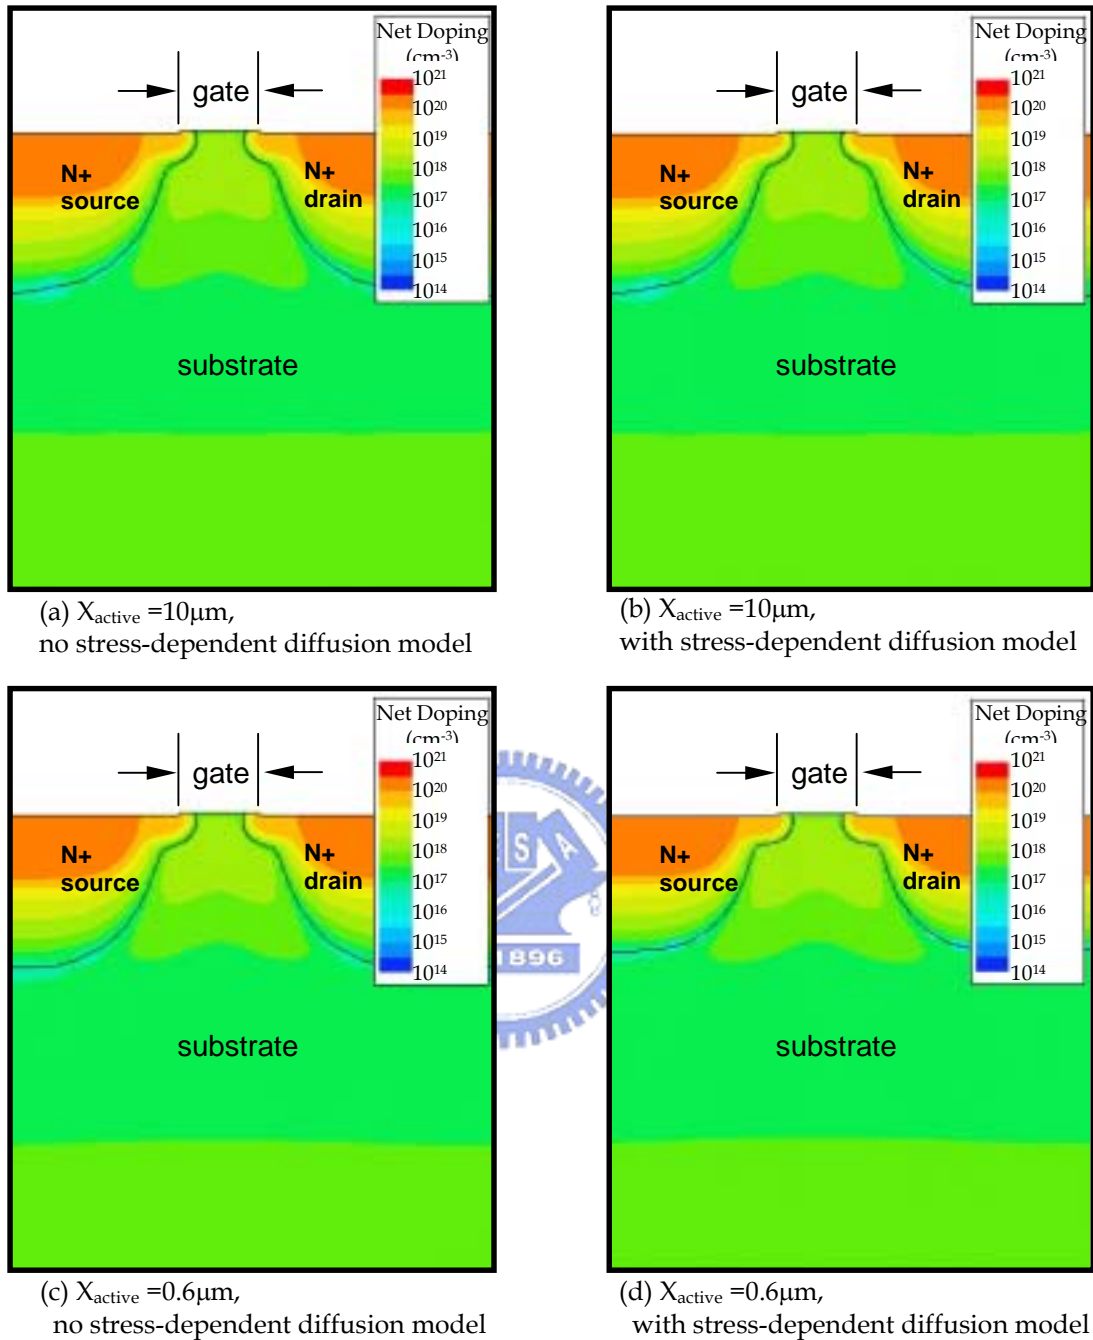 Net Doping
(cm-3)
10²¹
10²⁰
10¹⁹
10¹⁸
10¹⁷
10¹⁶
10¹⁵
10¹⁴
gate
N+
source
N+
drain
substrate
(a) Xactive =10μm,
no stress-dependent diffusion model
Net Doping
(cm-3)
10²¹
10²⁰
10¹⁹
10¹⁸
10¹⁷
10¹⁶
10¹⁵
10¹⁴
gate
N+
source
N+
drain
substrate
(b) Xactive =10μm,
with stress-dependent diffusion model
Net Doping
(cm-3)
10²¹
10²⁰
10¹⁹
10¹⁸
10¹⁷
10¹⁶
10¹⁵
10¹⁴
gate
N+
source
N+
drain
substrate
(c) Xactive =0.6μm,
no stress-dependent diffusion model
Net Doping
(cm-3)
10²¹
10²⁰
10¹⁹
10¹⁸
10¹⁷
10¹⁶
10¹⁵
10¹⁴
gate
N+
source
N+
drain
substrate
(d) Xactive =0.6μm,
with stress-dependent diffusion model
1896